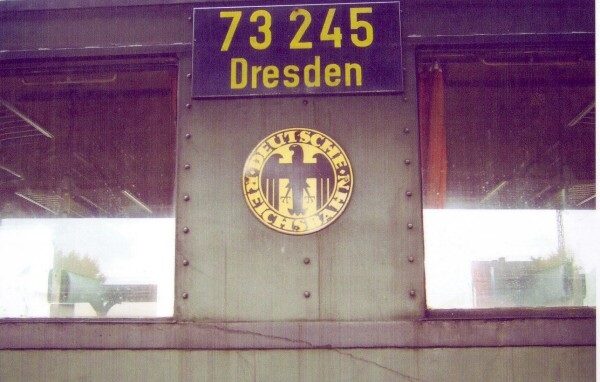 73 245
Dresden
DEUTSCHE
REICHSBAHN